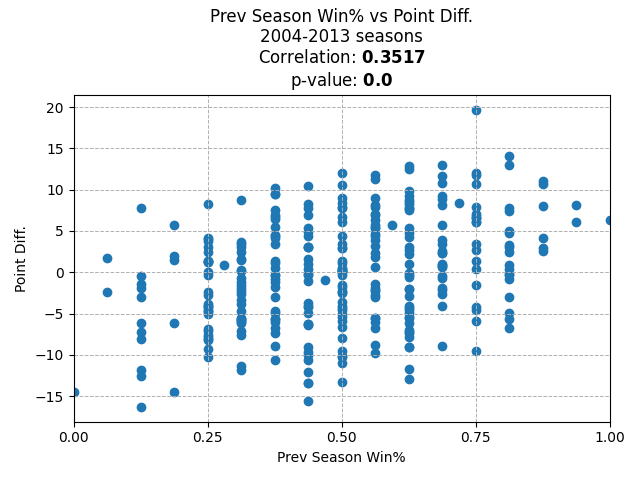 Prev Season Win% vs Point Diff.
2004-2013 seasons
Correlation: 0.3517
p-value: 0.0
20
15
10
5
0
−5
−10
−15
Point Diff.
0.00 0.25 0.50 0.75 1.00
Prev Season Win%